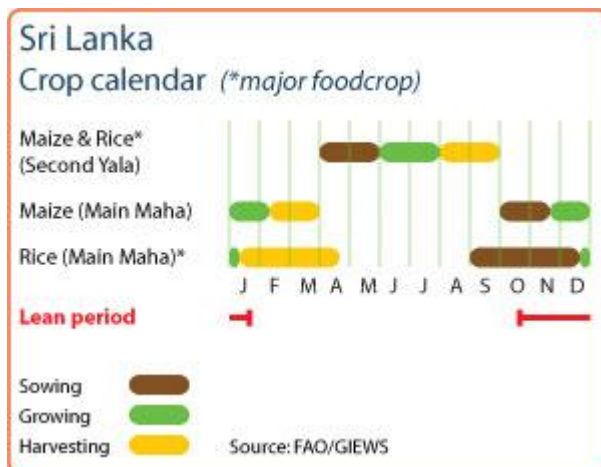 Sri Lanka
Crop calendar (*major foodcrop)
Maize & Rice*
(Second Yala)
Maize (Main Maha)
Rice (Main Maha)*
J F M A M J J A S O N D
Lean period
Sowing
Growing
Harvesting
Source: FAO/GIEWS